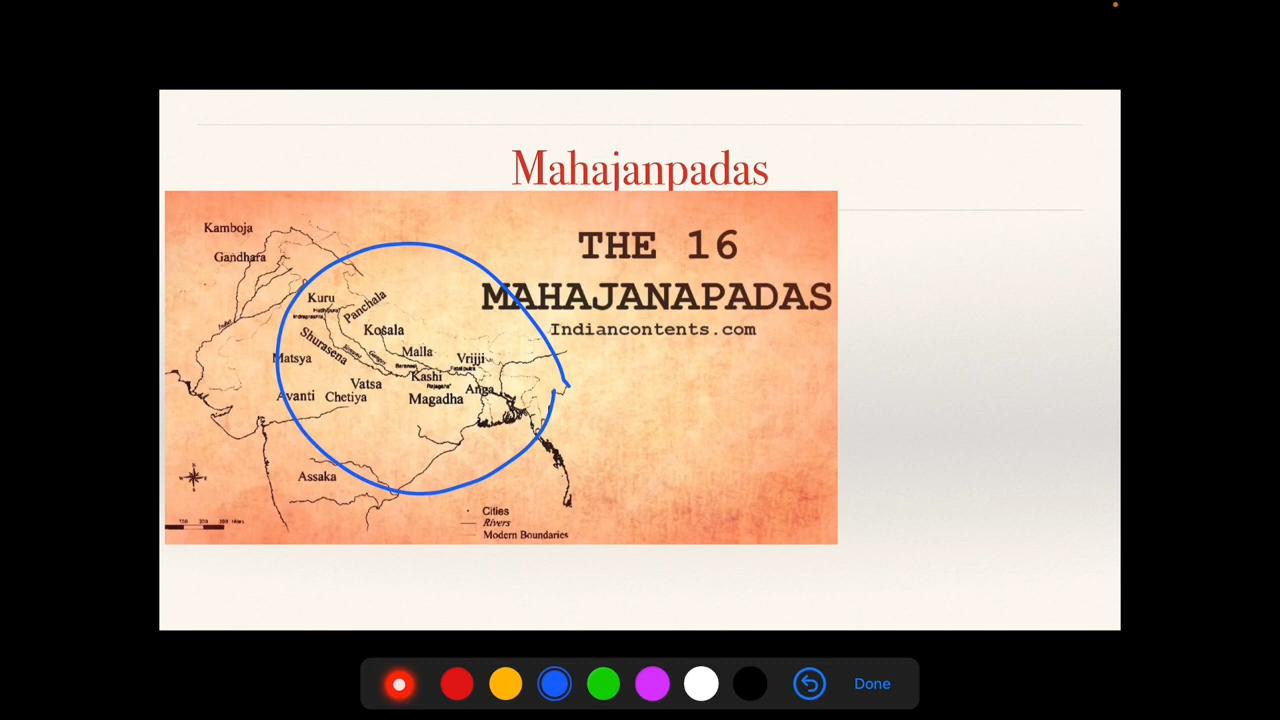 Mahajanpadas
THE 16
MAHAJANAPADAS
Indiancontents.com
Kamboja
Gandhara
Kuru
Indraprastha
Panchala
Kosala
Shurasena
Matsya
Malla
Vrijji
Kashi
Vatsa
Anga
Avanti
Chetiya
Magadha
Assaka
Cities
Rivers
Modern Boundaries
Done